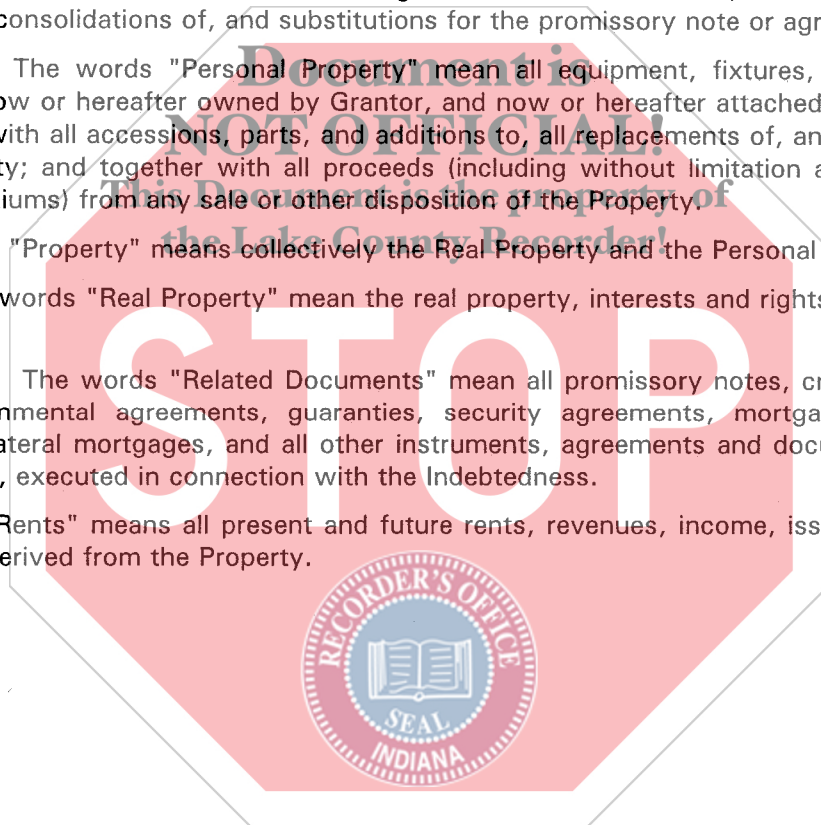 consolidations of, and substitutions for the promissory note or agr
Document is
The words "Personal Property" mean all equipment, fixtures,
ow or hereafter owned by Grantor, and now or hereafter attached
NOT OFFICIAL!
with all accessions, parts, and additions to, all replacements of, an
ty; and together with all proceeds (including without limitation a
This Document is the property of
iums) from any sale or other disposition of the Property.
the Lake County Recorder!
"Property" means collectively the Real Property and the Personal
words "Real Property" mean the real property, interests and rights
STOP
The words "Related Documents" mean all promissory notes, cr
nmental agreements, guaranties, security agreements, mortga
ateral mortgages, and all other instruments, agreements and docu
, executed in connection with the Indebtedness.
Rents" means all present and future rents, revenues, income, iss
erived from the Property.
RECORDER'S OFFICE
SEAL
INDIANA